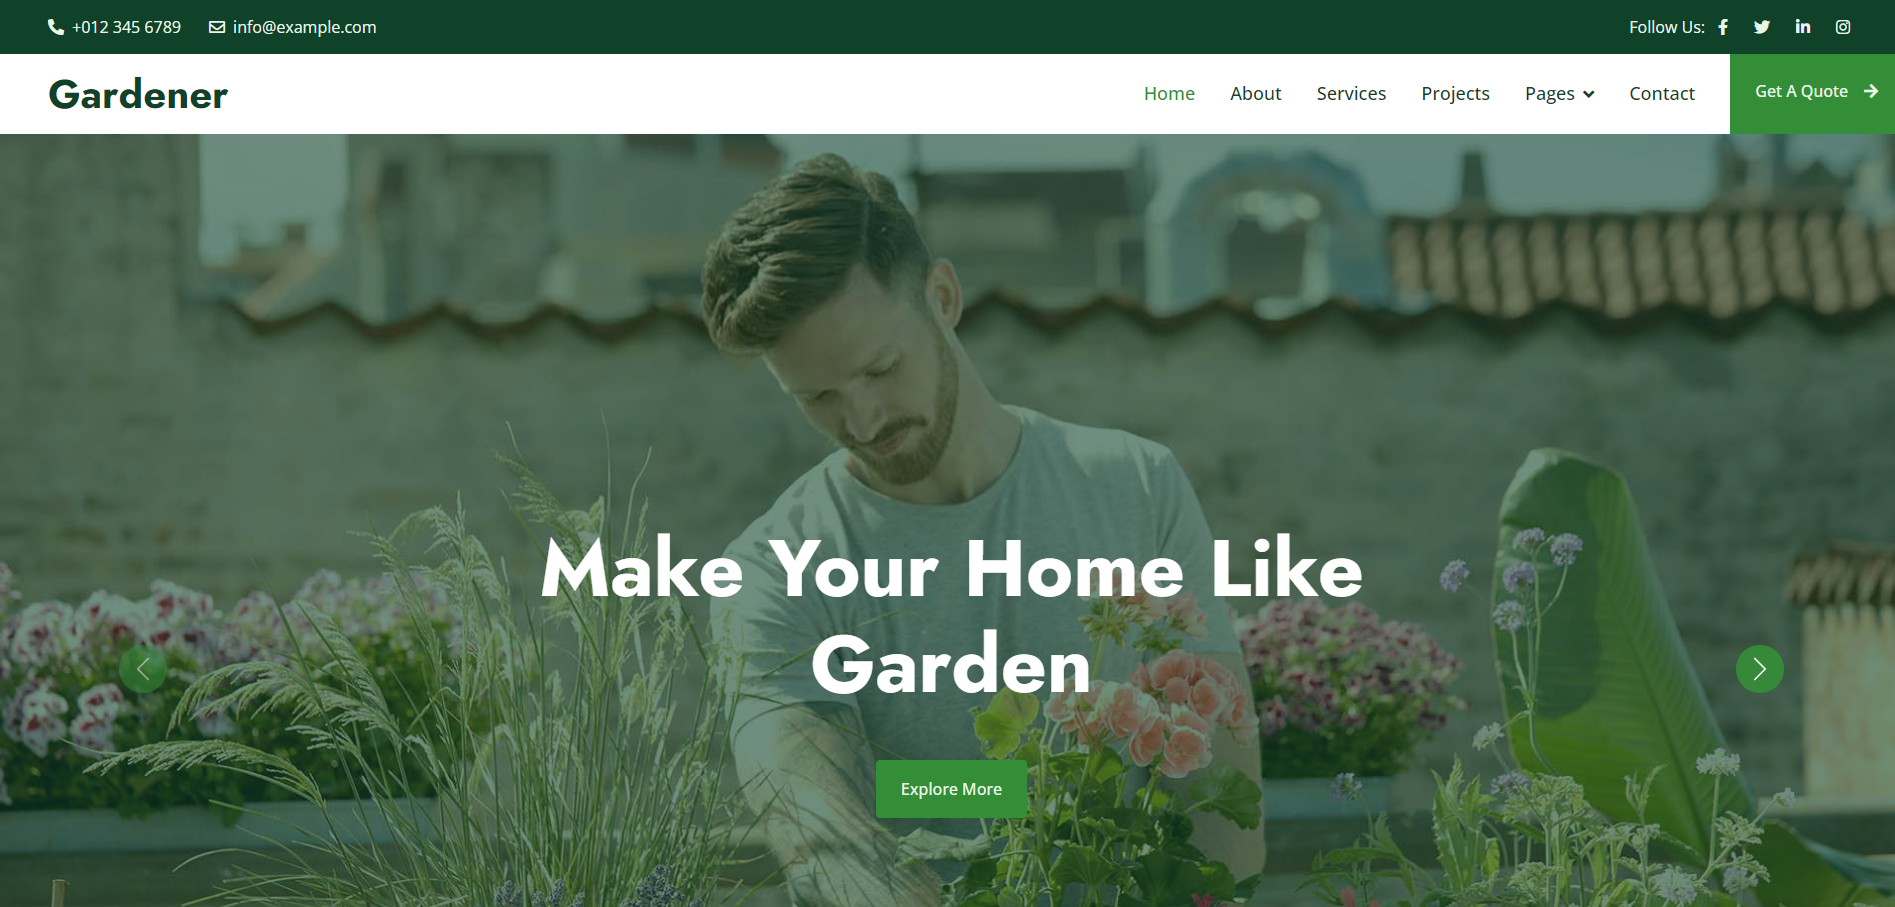 +012 345 6789 info@example.com Follow Us:
Gardener Home About Services Projects Pages Contact Get A Quote
Make Your Home Like
Garden
Explore More